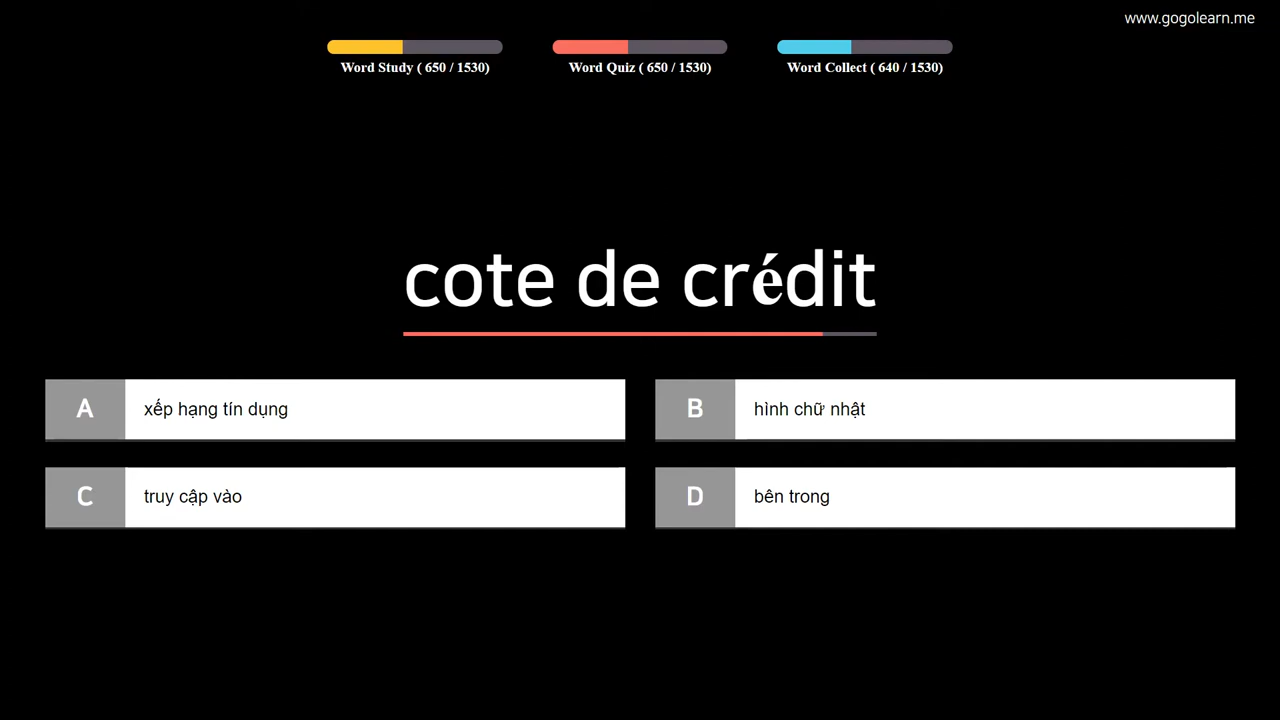 www.gogolearn.me
Word Study ( 650 / 1530)
Word Quiz ( 650 / 1530)
Word Collect ( 640 / 1530)
cote de crédit
A xếp hạng tín dụng
B hình chữ nhật
C truy cập vào
D bên trong